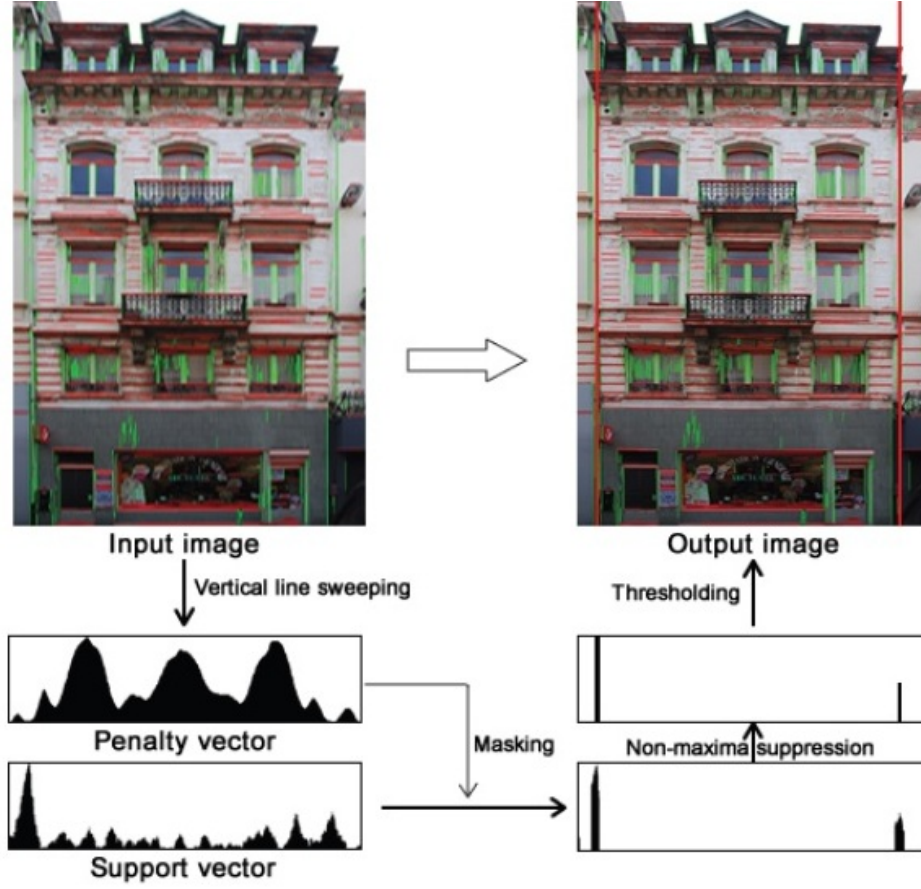 Input image
Output image
Vertical line sweeping
Thresholding
Penalty vector
Masking
Non-maxima suppression
Support vector